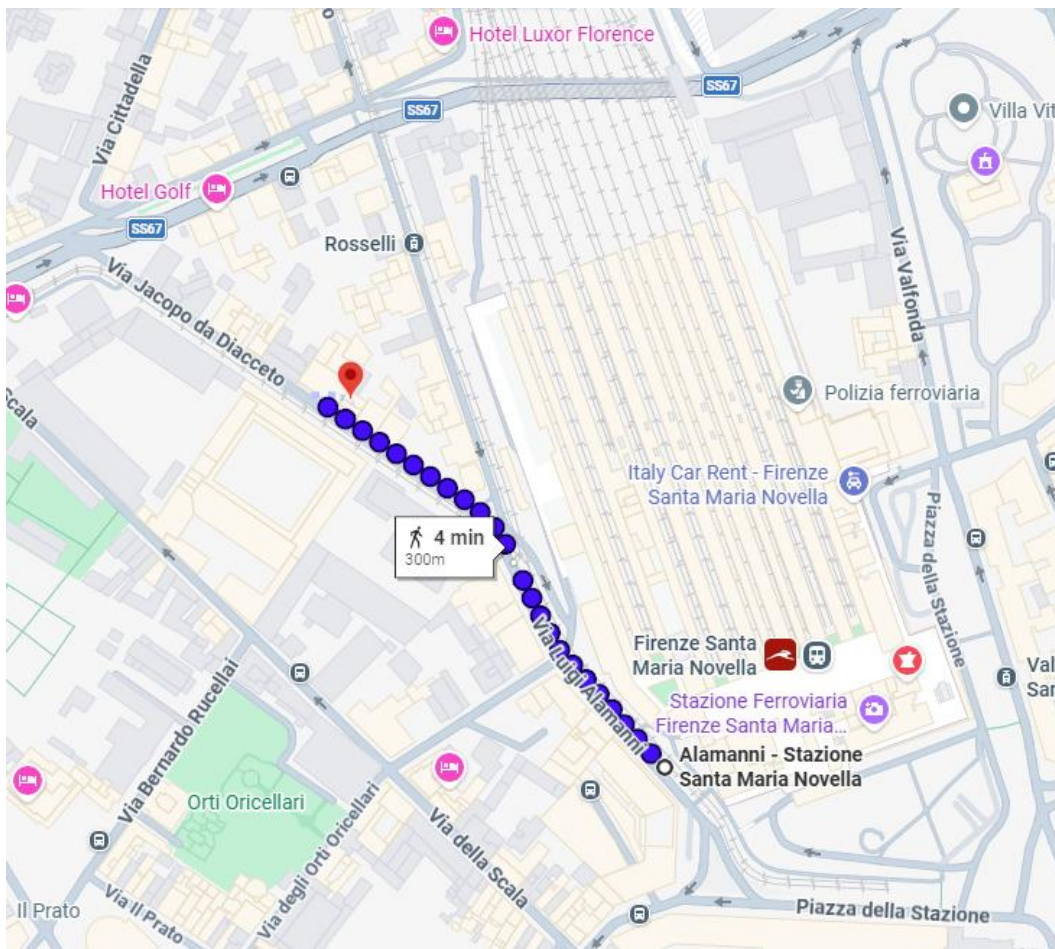 Hotel Luxor Florence
SS67
SS67
Villa Vit
Via Cittadella
Hotel Golf
SS67
Rosselli
Via Valfonda
Via Jacopo da Diacceto
Scala
Polizia ferroviaria
Italy Car Rent - Firenze
Santa Maria Novella
Piazza della Stazione
4 min
300m
Via Luigi Alamanni
Firenze Santa
Maria Novella
Val
San
Stazione Ferroviaria
Firenze Santa Maria...
Alamanni - Stazione
Santa Maria Novella
Via Bernardo Rucellai
Orti Oricellari
Via degli Orti Oricellari
Via della Scala
Il Prato
Via Il Prato
Piazza della Stazione